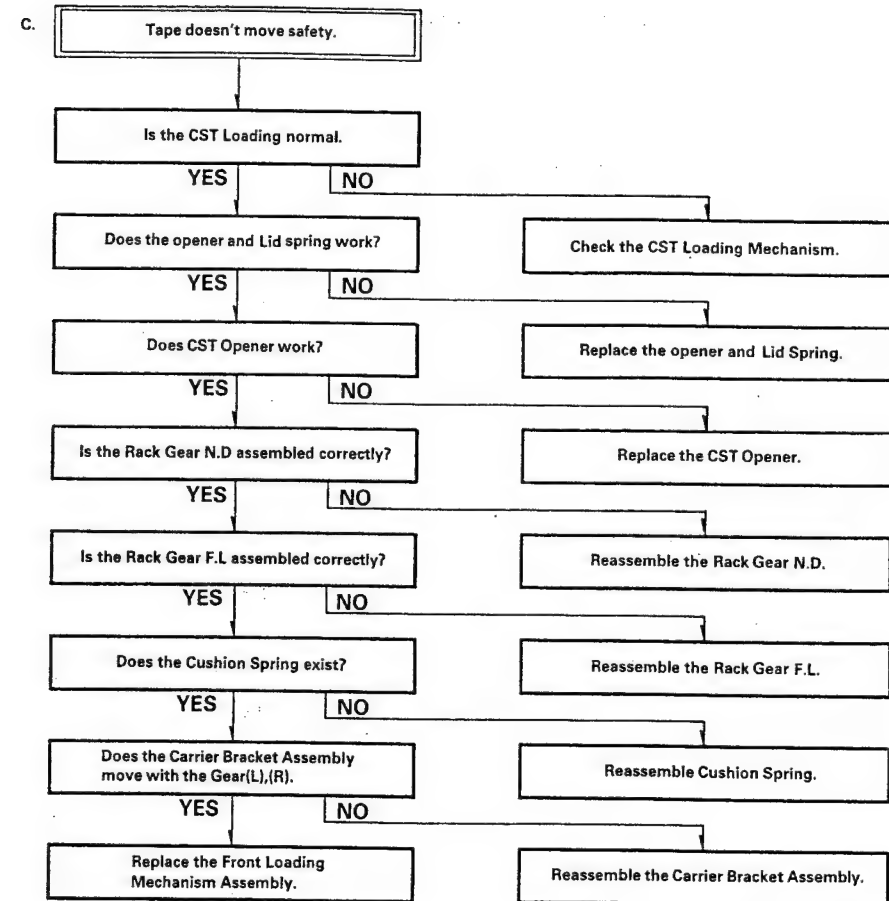 C.
Tape doesn't move safety.
Is the CST Loading normal.
YES
NO
Does the opener and Lid spring work?
Check the CST Loading Mechanism.
YES
NO
Does CST Opener work?
Replace the opener and Lid Spring.
YES
NO
Is the Rack Gear N.D assembled correctly?
Replace the CST Opener.
YES
NO
Is the Rack Gear F.L assembled correctly?
Reassemble the Rack Gear N.D.
YES
NO
Does the Cushion Spring exist?
Reassemble the Rack Gear F.L.
YES
NO
Does the Carrier Bracket Assembly
move with the Gear(L),(R).
Reassemble Cushion Spring.
YES
NO
Replace the Front Loading
Mechanism Assembly.
Reassemble the Carrier Bracket Assembly.